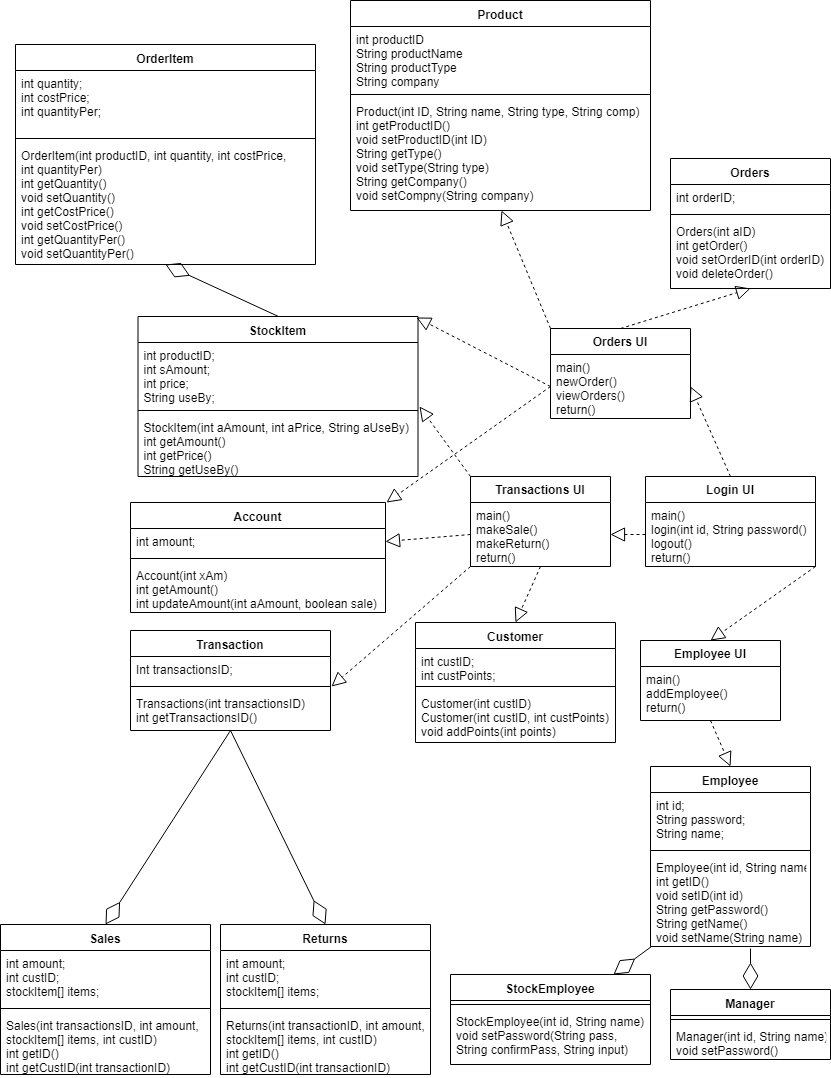 Product
int productID
String productName
String productType
String company
Product(int ID, String name, String type, String comp)
int getProductID()
void setProductID(int ID)
String getType()
void setType(String type)
String getCompany()
void setCompny(String company)
OrderItem
int quantity;
int costPrice;
int quantityPer;
OrderItem(int productID, int quantity, int costPrice,
int quantityPer)
int getQuantity()
void setQuantity()
int getCostPrice()
void setCostPrice()
int getQuantityPer()
void setQuantityPer()
Orders
int orderID;
Orders(int aID)
int getOrder()
void setOrderID(int orderID)
void deleteOrder()
StockItem
int productID;
int sAmount;
int price;
String useBy;
StockItem(int aAmount, int aPrice, String aUseBy)
int getAmount()
int getPrice()
String getUseBy()
Orders UI
main()
newOrder()
viewOrders()
return()
Account
int amount;
Account(int xAm)
int getAmount()
int updateAmount(int aAmount, boolean sale)
Transactions UI
main()
makeSale()
makeReturn()
return()
Login UI
main()
login(int id, String password()
logout()
return()
Transaction
Int transactionsID;
Transactions(int transactionsID)
int getTransactionsID()
Customer
int custID;
int custPoints;
Customer(int custID)
Customer(int custID, int custPoints)
void addPoints(int points)
Employee UI
main()
addEmployee()
return()
Employee
int id;
String password;
String name;
Employee(int id, String name
int getID()
void setID(int id)
String getPassword()
String getName()
void setName(String name)
Sales
int amount;
int custID;
stockItem[] items;
Sales(int transactionsID, int amount,
stockItem[] items, int custID)
int getID()
int getCustID(int transactionID)
Returns
int amount;
int custID;
stockItem[] items;
Returns(int transactionID, int amount,
stockItem[] items, int custID)
int getID()
int getCustID(int transactionID)
StockEmployee
StockEmployee(int id, String name)
void setPassword(String pass,
String confirmPass, String input)
Manager
Manager(int id, String name)
void setPassword()